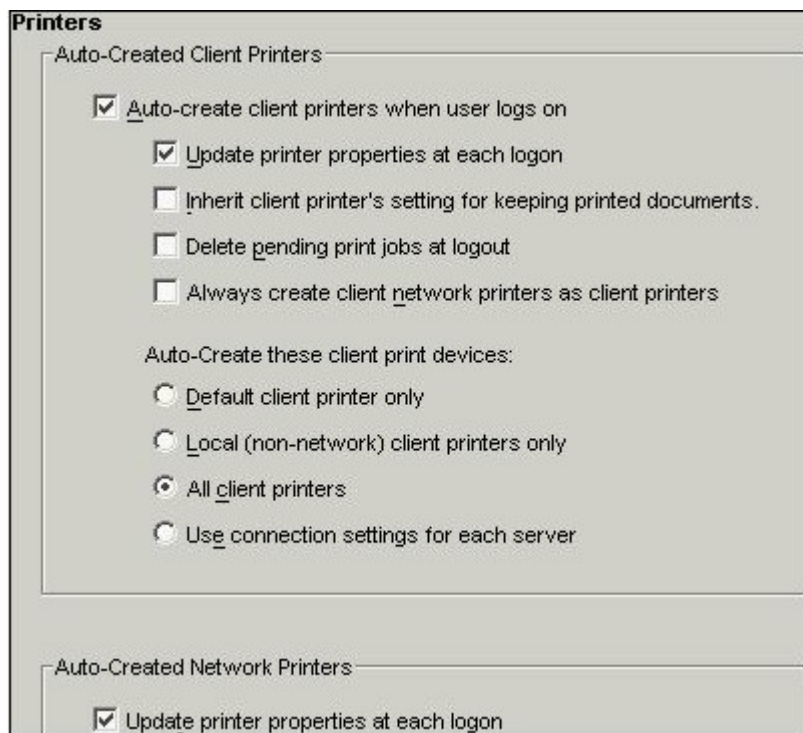 Printers
Auto-Created Client Printers
Auto-create client printers when user logs on
Update printer properties at each logon
Inherit client printer's setting for keeping printed documents.
Delete pending print jobs at logout
Always create client network printers as client printers
Auto-Create these client print devices:
Default client printer only
Local (non-network) client printers only
All client printers
Use connection settings for each server
Auto-Created Network Printers
Update printer properties at each logon